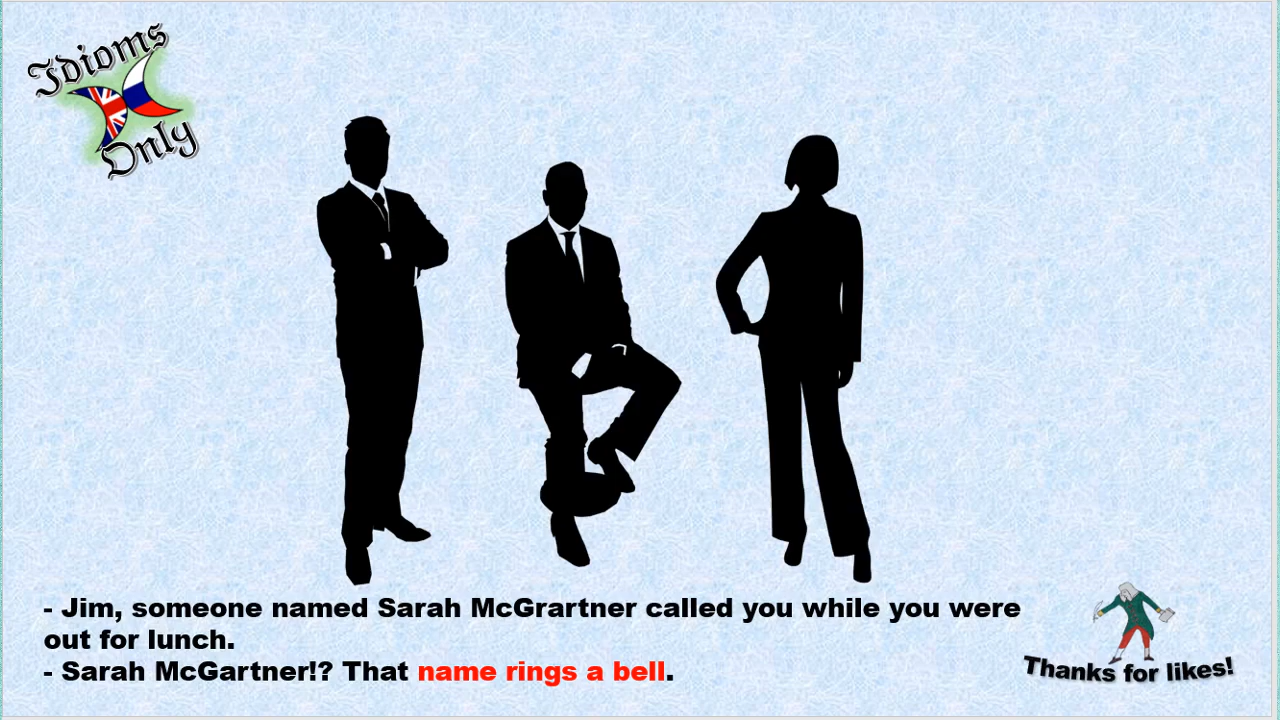 Idioms
Only
- Jim, someone named Sarah McGrartner called you while you were
out for lunch.
- Sarah McGartner!? That name rings a bell.
Thanks for likes!